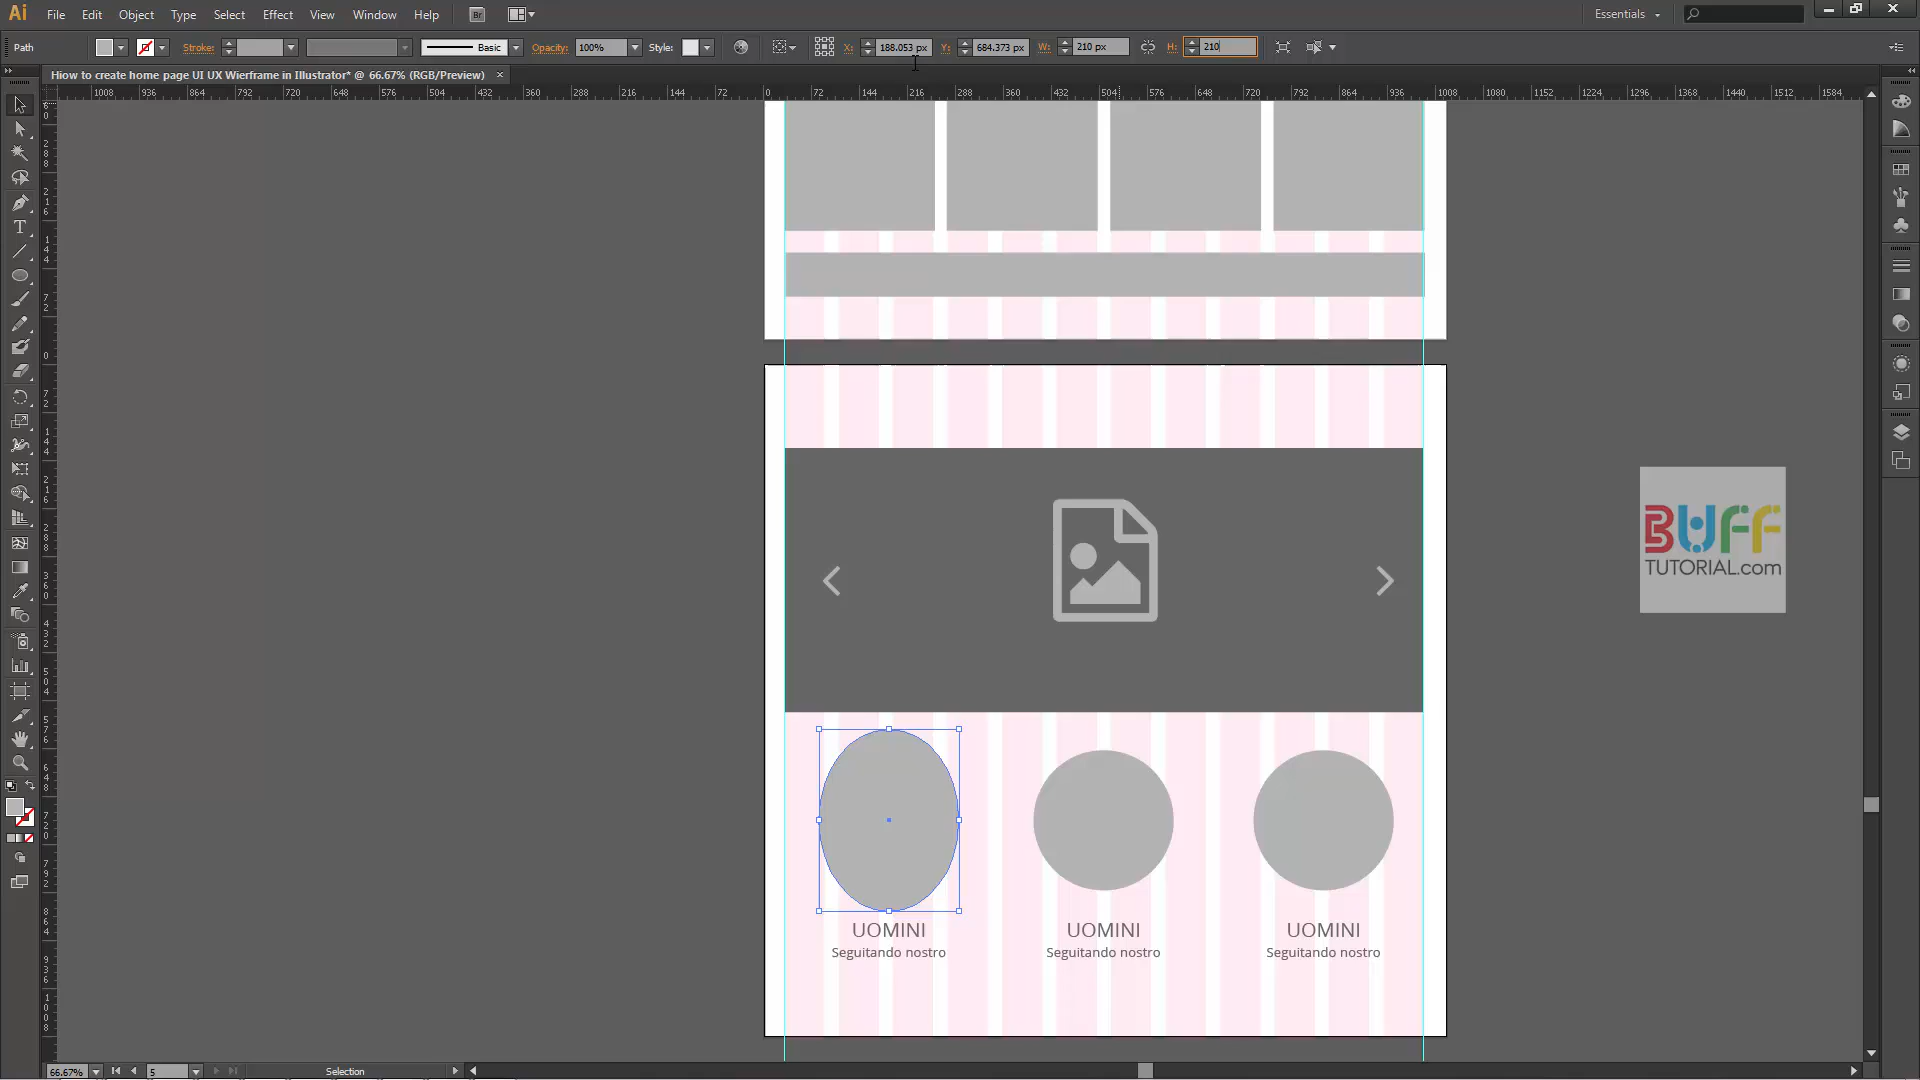 Ai File Edit Object Type Select Effect View Window Help Br Essentials
Path Stroke: Basic Opacity: 100% Style: X: 188.053 px Y: 684.373 px W: 210 px H: 210
Hiow to create home page UI UX Wierframe in Illustrator* @ 66.67% (RGB/Preview) ×
1008 936 864 792 720 648 576 504 432 360 288 216 144 72 0 72 144 216 288 360 432 504 576 648 720 792 864 936 1008 1080 1152 1224 1296 1368 1440 1512 1584
BUFF
TUTORIAL.com
UOMINI UOMINI UOMINI
Seguitando nostro Seguitando nostro Seguitando nostro
66.67% 5 Selection